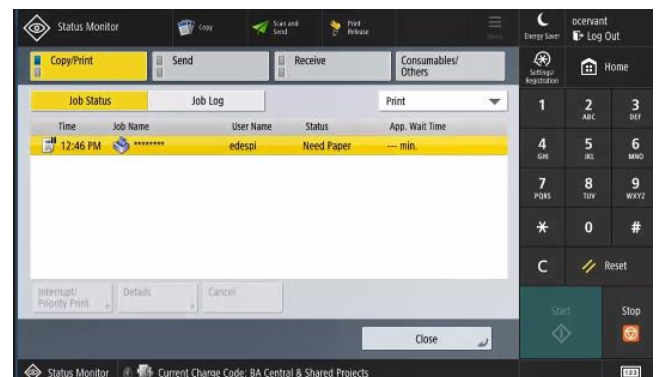 Status Monitor
Copy
Scan and Send
Print Release
Menu
Energy Saver
ocervant
Log Out
Copy/Print
Send
Receive
Consumables/Others
Settings/Registration
Home
Job Status
Job Log
Print
Time Job Name User Name Status App. Wait Time
12:46 PM ******** edespi Need Paper --- min.
1
2 ABC
3 DEF
4 GHI
5 JKL
6 MNO
7 PQRS
8 TUV
9 WXYZ
* 0 #
C Reset
Interrupt/Priority Print
Details
Cancel
Start
Stop
Close
Status Monitor
Current Charge Code: BA Central & Shared Projects
123